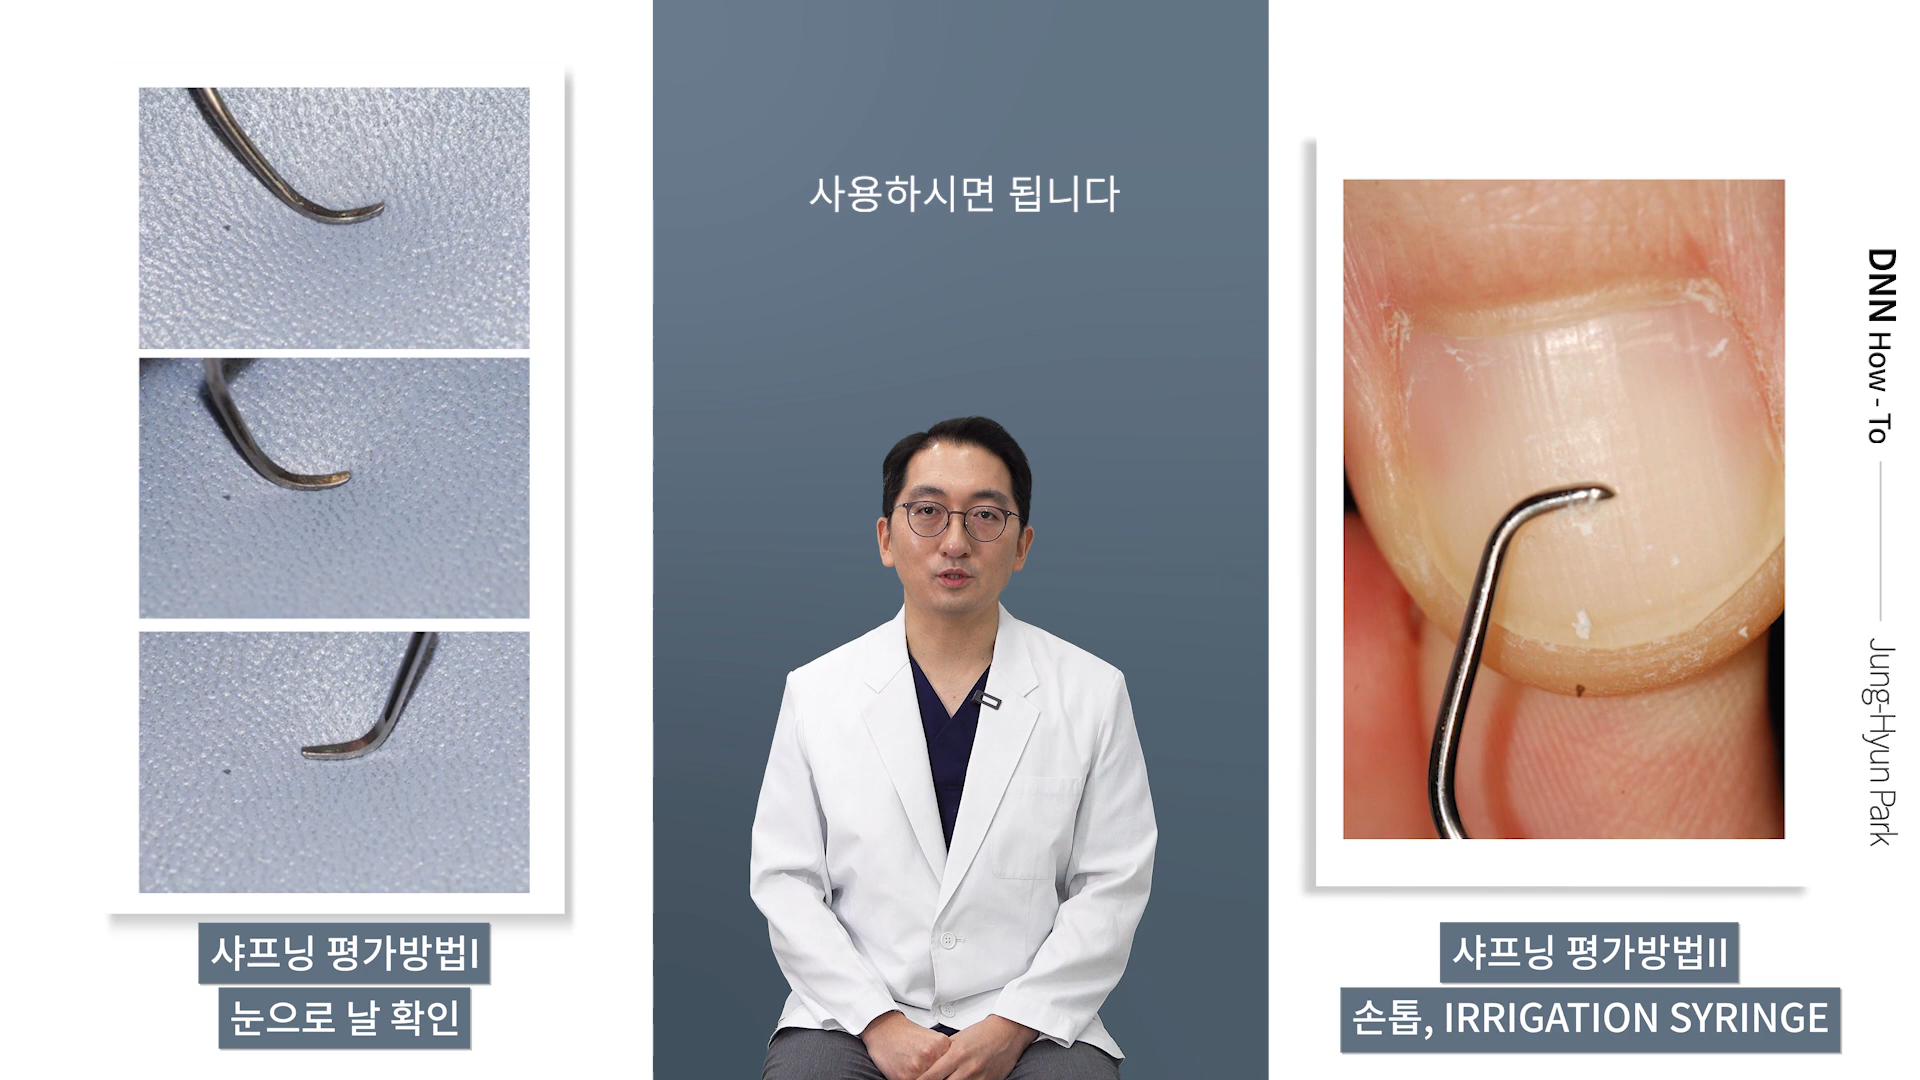 사용하시면 됩니다
샤프닝 평가방법I
눈으로 날 확인
샤프닝 평가방법II
손톱, IRRIGATION SYRINGE
DNN How - To
Jung-Hyun Park